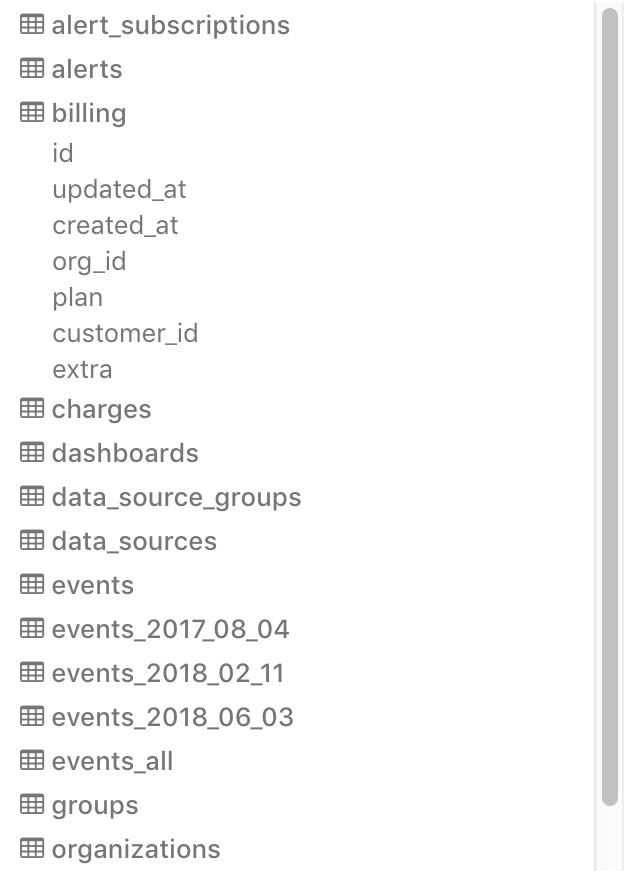 alert_subscriptions
alerts
billing
id
updated_at
created_at
org_id
plan
customer_id
extra
charges
dashboards
data_source_groups
data_sources
events
events_2017_08_04
events_2018_02_11
events_2018_06_03
events_all
groups
organizations